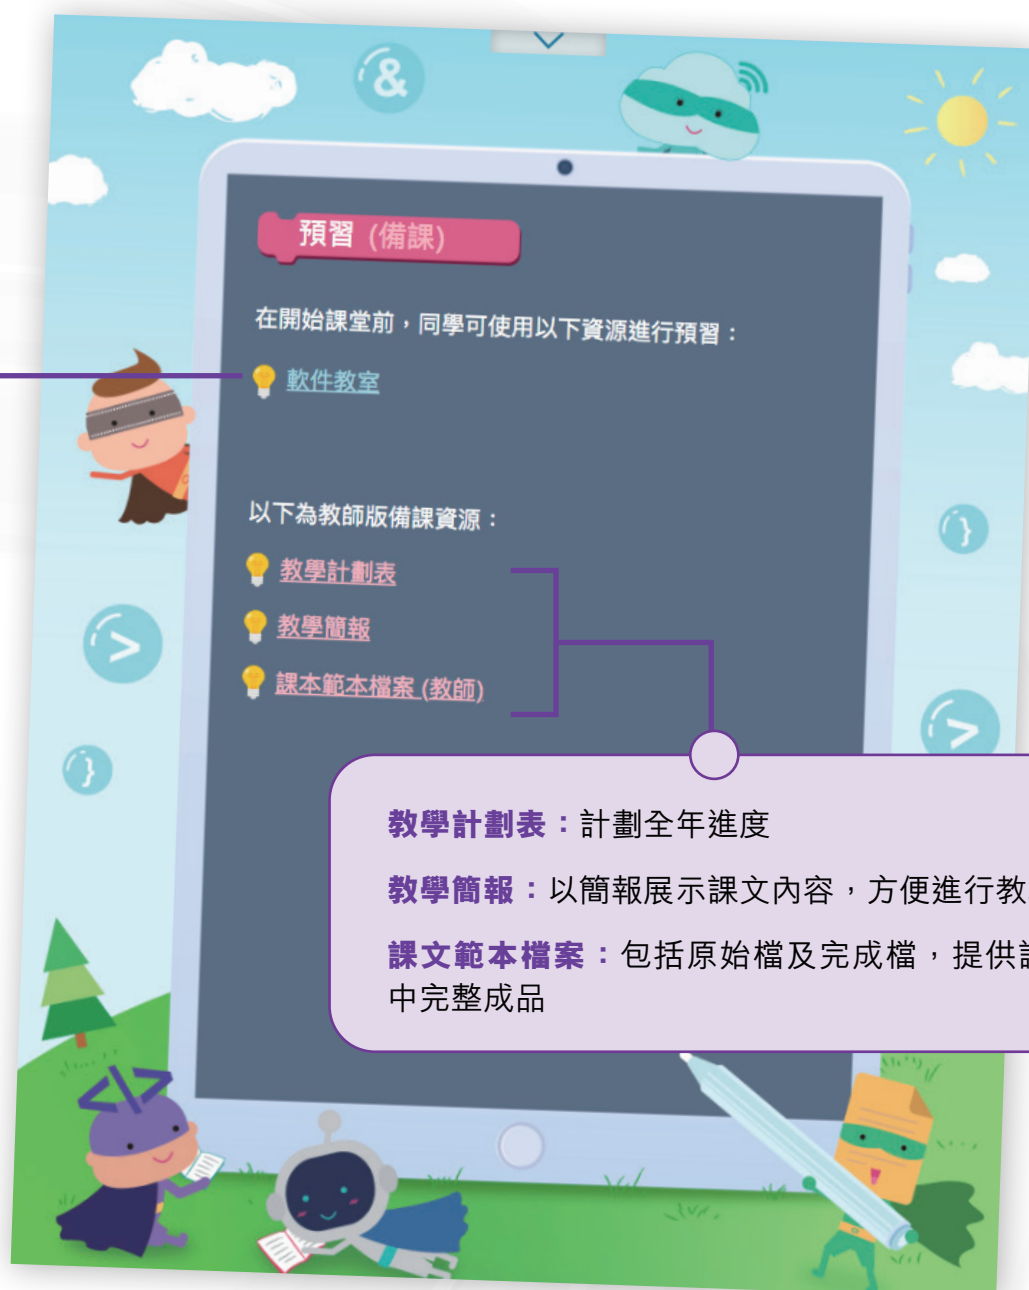 &
預習 (備課)
在開始課堂前，同學可使用以下資源進行預習：
軟件教室
以下為教師版備課資源：
教學計劃表
教學簡報
課本範本檔案 (教師)
}
>
}
>
教學計劃表：計劃全年進度
教學簡報：以簡報展示課文內容，方便進行教
課文範本檔案：包括原始檔及完成檔，提供
中完整成品
</>